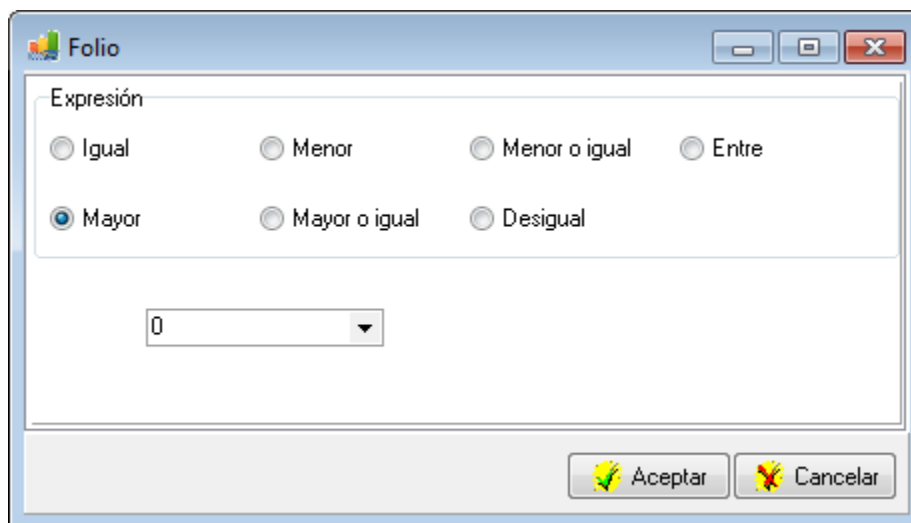 Folio
Expresión
Igual Menor Menor o igual Entre
Mayor Mayor o igual Desigual
0
Aceptar Cancelar